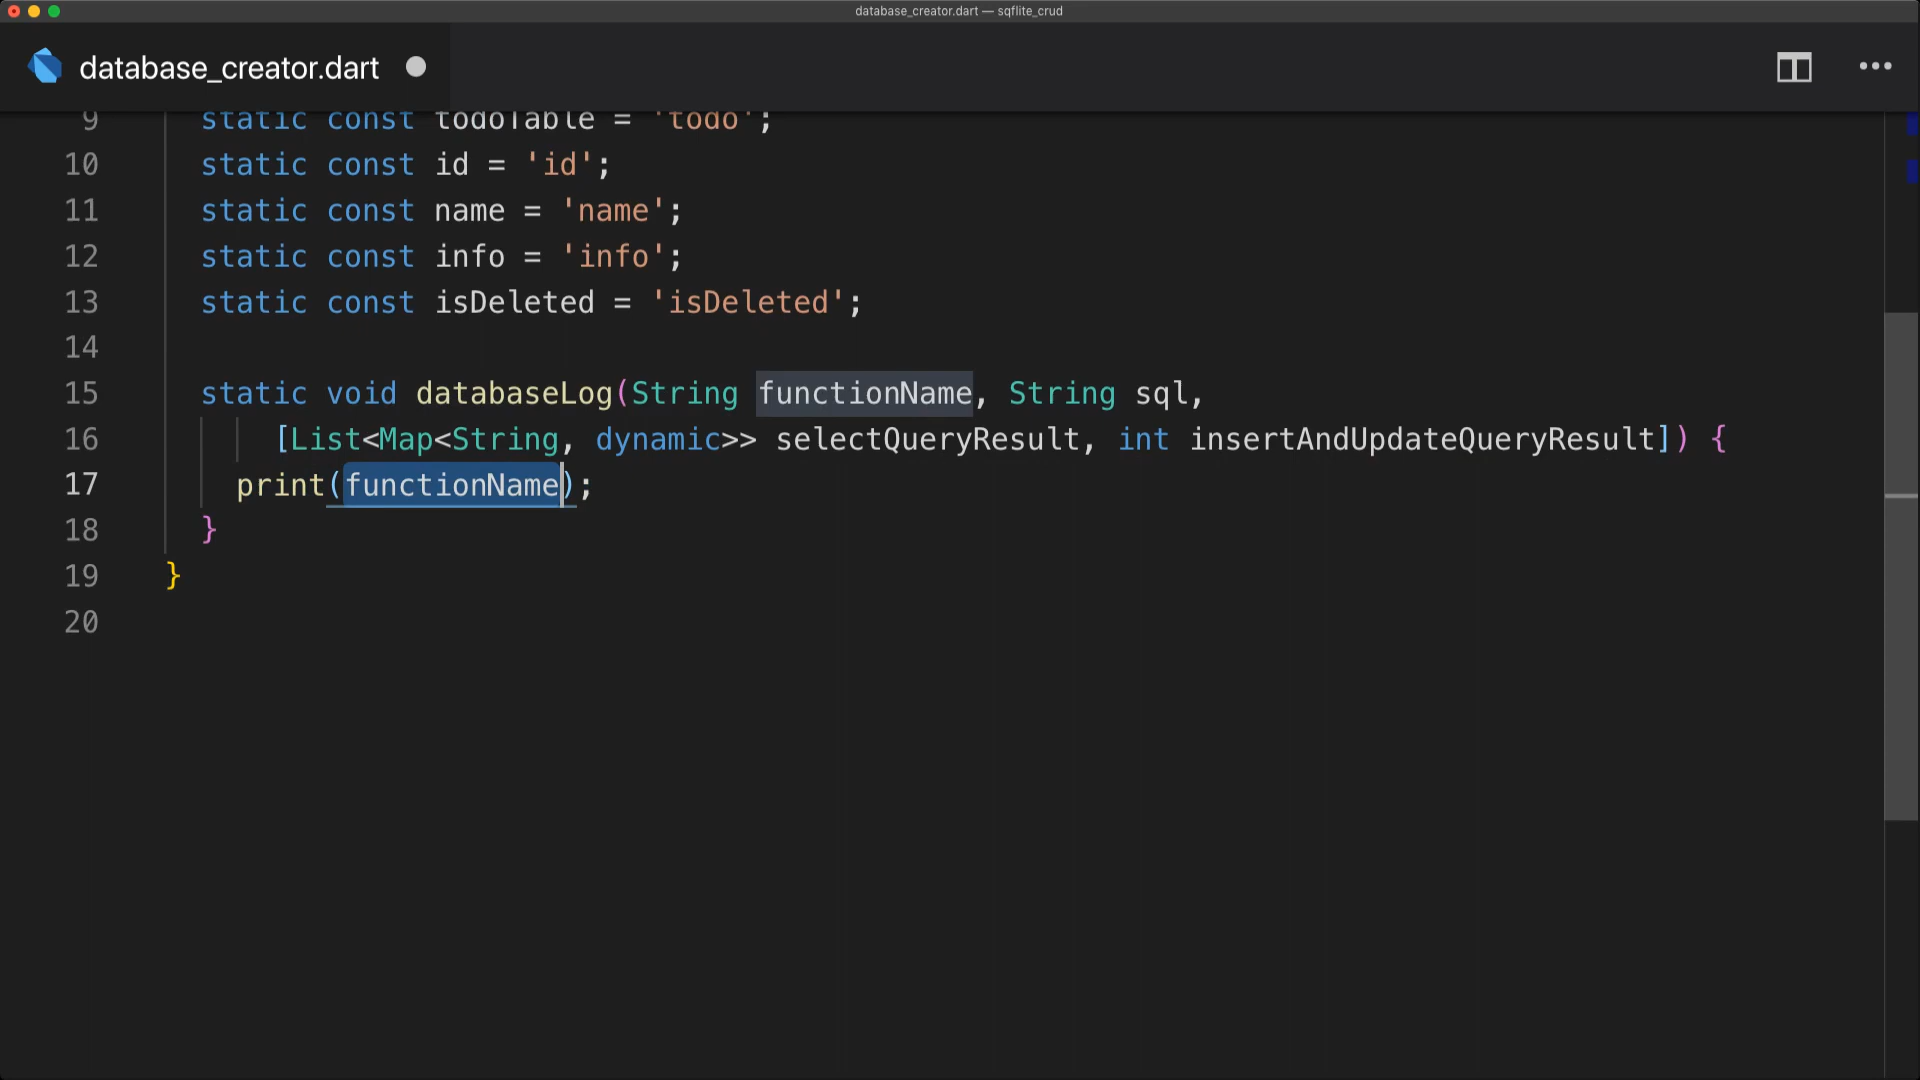 database_creator.dart — sqflite_crud
database_creator.dart
9 static const todoTable = 'todo';
10 static const id = 'id';
11 static const name = 'name';
12 static const info = 'info';
13 static const isDeleted = 'isDeleted';
14
15 static void databaseLog(String functionName, String sql,
16 [List<Map<String, dynamic>> selectQueryResult, int insertAndUpdateQueryResult]) {
17 print(functionName);
18 }
19 }
20